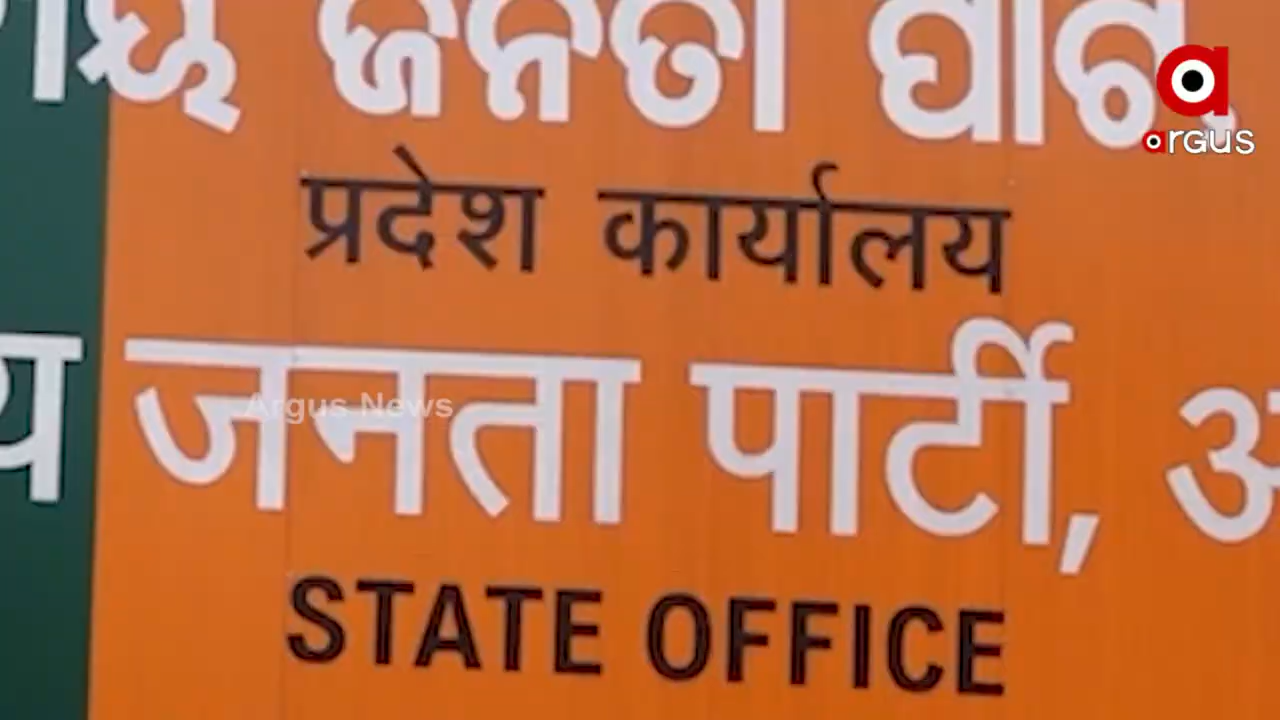 ଜନତା ପାର୍ଟି
argus
प्रदेश कार्यालय
य जनता पार्टी, अ
Argus News
STATE OFFICE